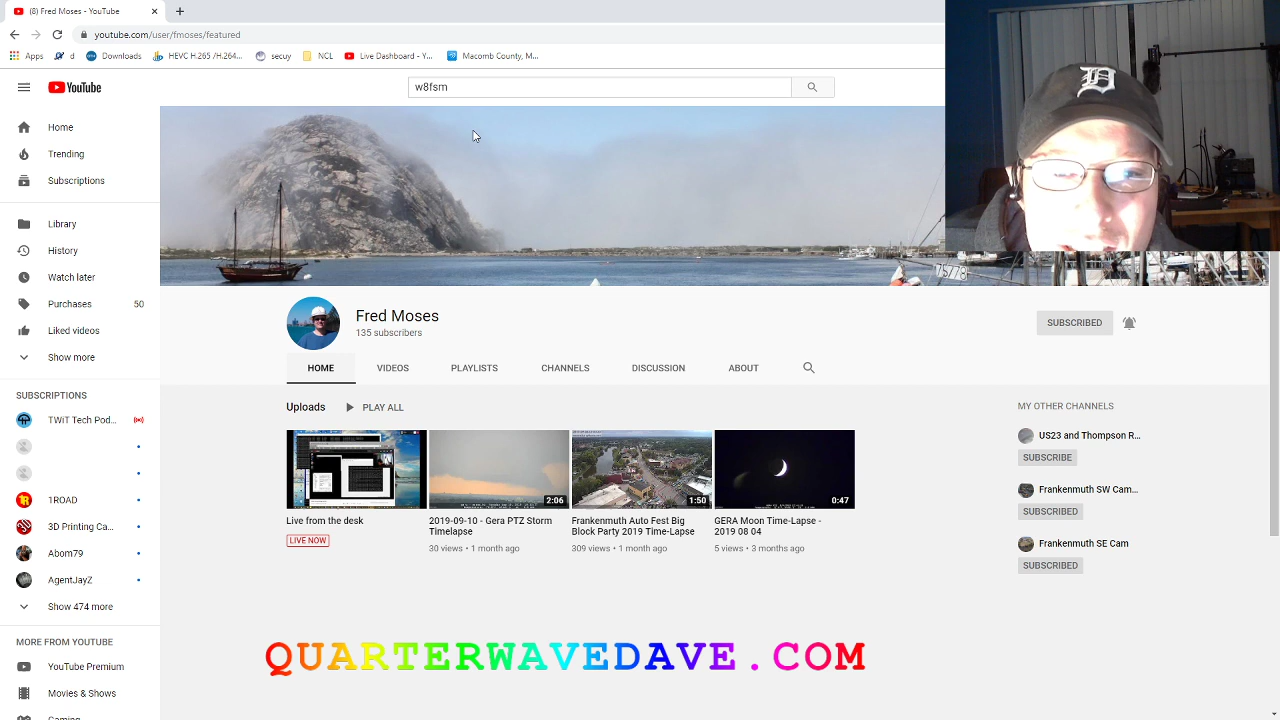 (8) Fred Moses - YouTube
youtube.com/user/fmoses/featured
Apps d Downloads HEVC H.265 /H.264... secuy NCL Live Dashboard - Y... Macomb County, M...
YouTube
w8fsm
D
Home
Trending
Subscriptions
Library
History
Watch later
Purchases 50
Liked videos
Show more
SUBSCRIPTIONS
TWiT Tech Pod...
1ROAD
3D Printing Ca...
Abom79
AgentJayZ
Show 474 more
MORE FROM YOUTUBE
YouTube Premium
Movies & Shows
Gaming
75778
Fred Moses
135 subscribers
SUBSCRIBED
HOME VIDEOS PLAYLISTS CHANNELS DISCUSSION ABOUT
Uploads PLAY ALL
2:06
1:50
0:47
Live from the desk
LIVE NOW
2019-09-10 - Gera PTZ Storm
Timelapse
30 views • 1 month ago
Frankenmuth Auto Fest Big
Block Party 2019 Time-Lapse
309 views • 1 month ago
GERA Moon Time-Lapse -
2019 08 04
5 views • 3 months ago
MY OTHER CHANNELS
US23 and Thompson R...
SUBSCRIBE
Frankenmuth SW Cam...
SUBSCRIBED
Frankenmuth SE Cam
SUBSCRIBED
QUARTERWAVEDAVE.COM